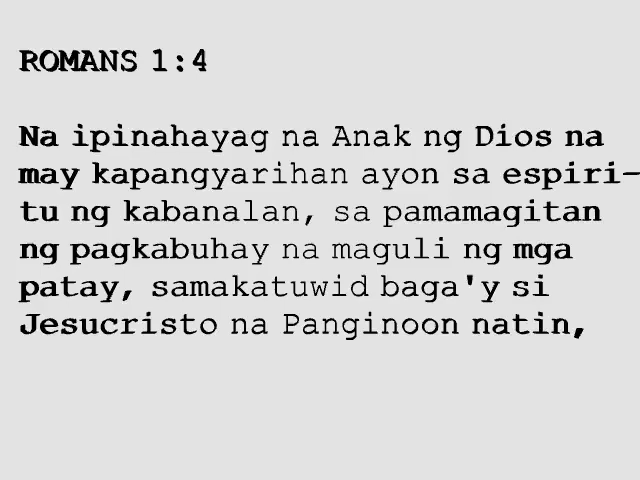 ROMANS 1:4
Na ipinahayag na Anak ng Dios na
may kapangyarihan ayon sa espiri-
tu ng kabanalan, sa pamamagitan
ng pagkabuhay na maguli ng mga
patay, samakatuwid baga'y si
Jesucristo na Panginoon natin,